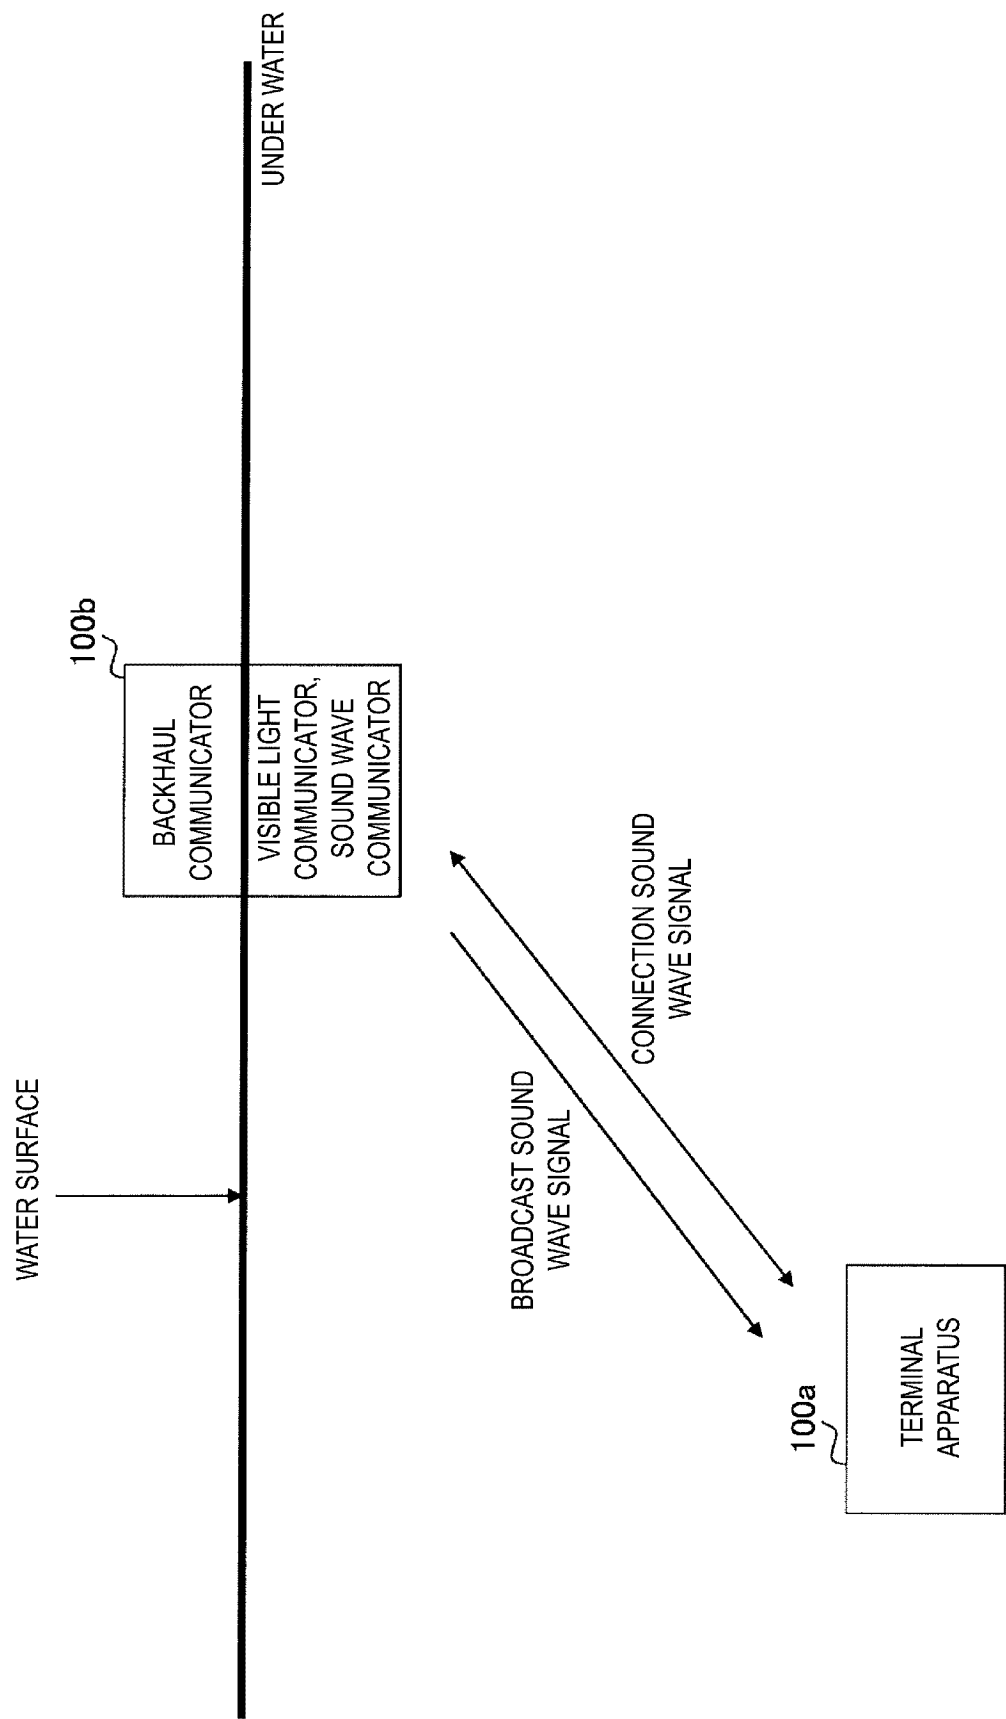 WATER SURFACE
100b
BACKHAUL
COMMUNICATOR
VISIBLE LIGHT
COMMUNICATOR,
SOUND WAVE
COMMUNICATOR
UNDER WATER
BROADCAST SOUND
WAVE SIGNAL
CONNECTION SOUND
WAVE SIGNAL
100a
TERMINAL
APPARATUS